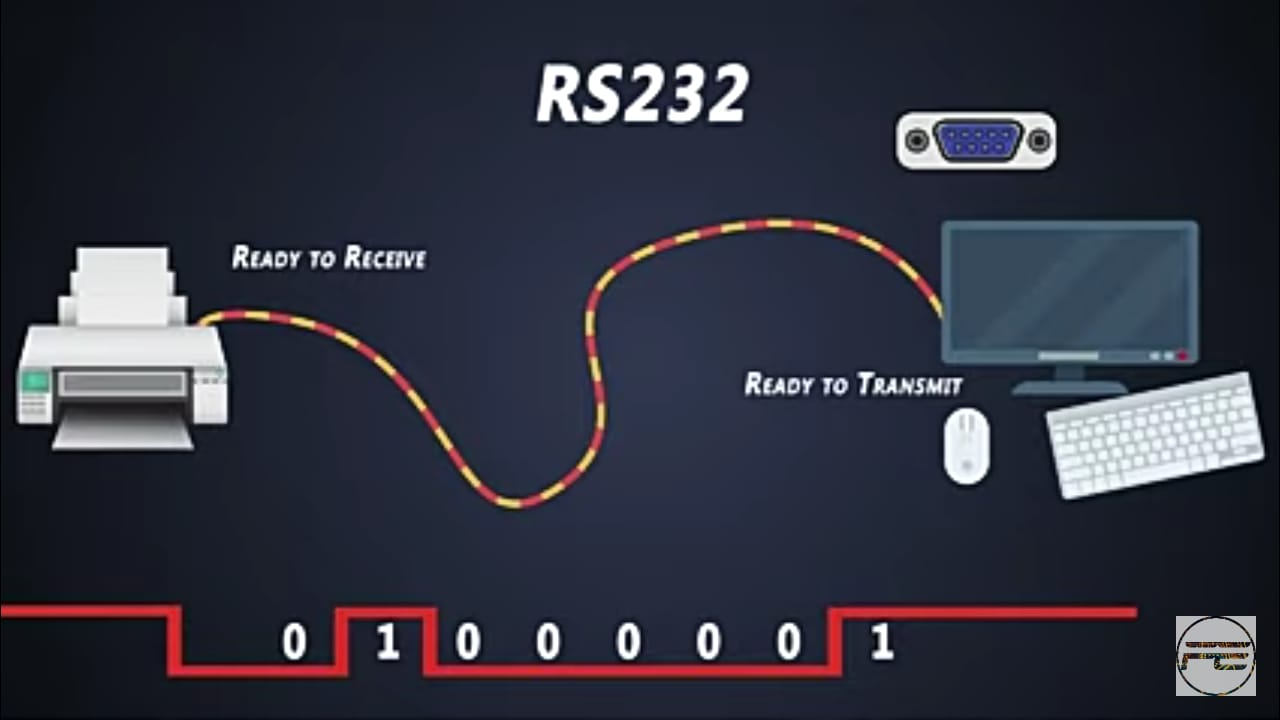 RS232
READY TO RECEIVE
READY TO TRANSMIT
0 1 0 0 0 0 0 1